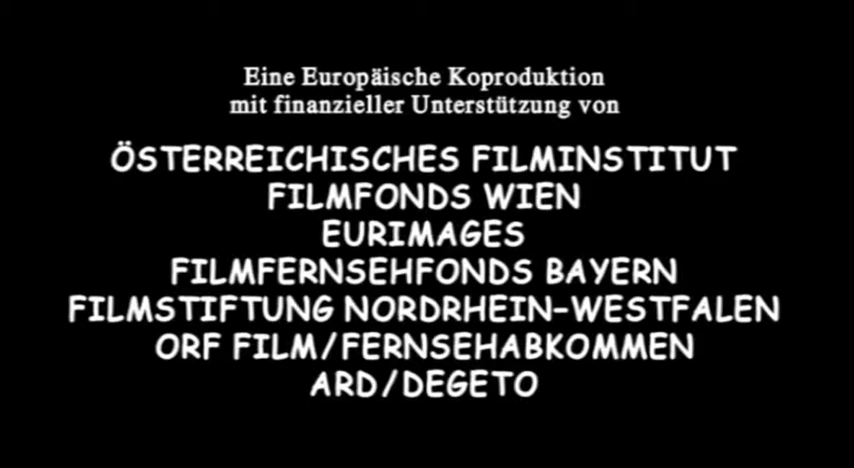 Eine Europäische Koproduktion
mit finanzieller Unterstützung von
ÖSTERREICHISCHES FILMINSTITUT
FILMFONDS WIEN
EURIMAGES
FILMFERNSEHFONDS BAYERN
FILMSTIFTUNG NORDRHEIN-WESTFALEN
ORF FILM/FERNSEHABKOMMEN
ARD/DEGETO